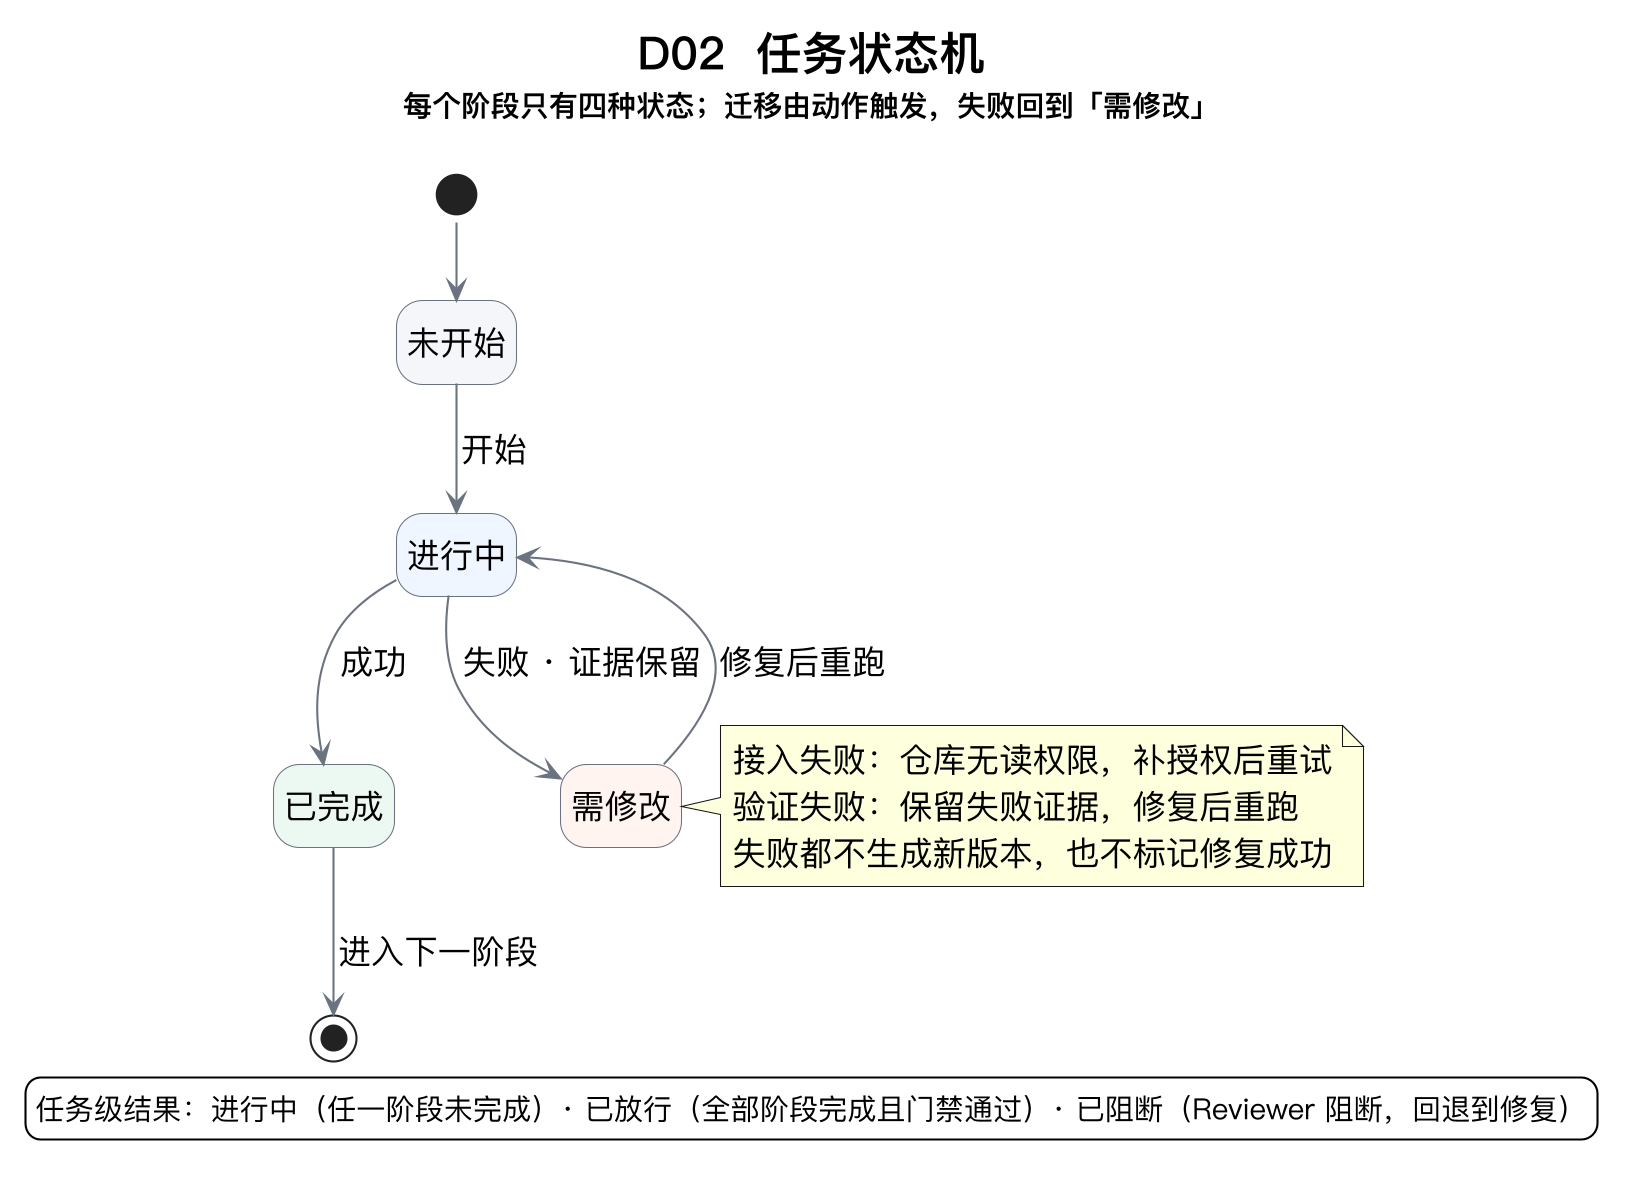 D02 任务状态机
每个阶段只有四种状态；迁移由动作触发，失败回到「需修改」
未开始
开始
进行中
成功
失败 · 证据保留
修复后重跑
已完成
需修改
接入失败：仓库无读权限，补授权后重试
验证失败：保留失败证据，修复后重跑
失败都不生成新版本，也不标记修复成功
进入下一阶段
任务级结果：进行中（任一阶段未完成）· 已放行（全部阶段完成且门禁通过）· 已阻断（Reviewer 阻断，回退到修复）